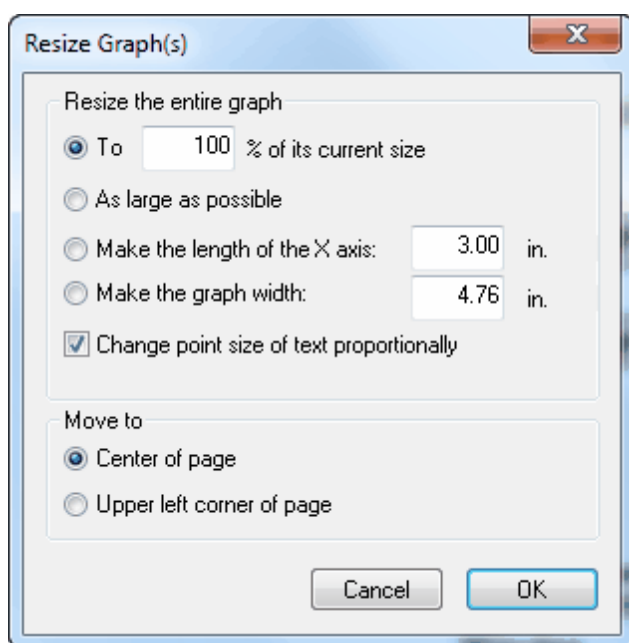 Resize Graph(s)
Resize the entire graph
To 100 % of its current size
As large as possible
Make the length of the X axis: 3.00 in.
Make the graph width: 4.76 in.
Change point size of text proportionally
Move to
Center of page
Upper left corner of page
Cancel OK